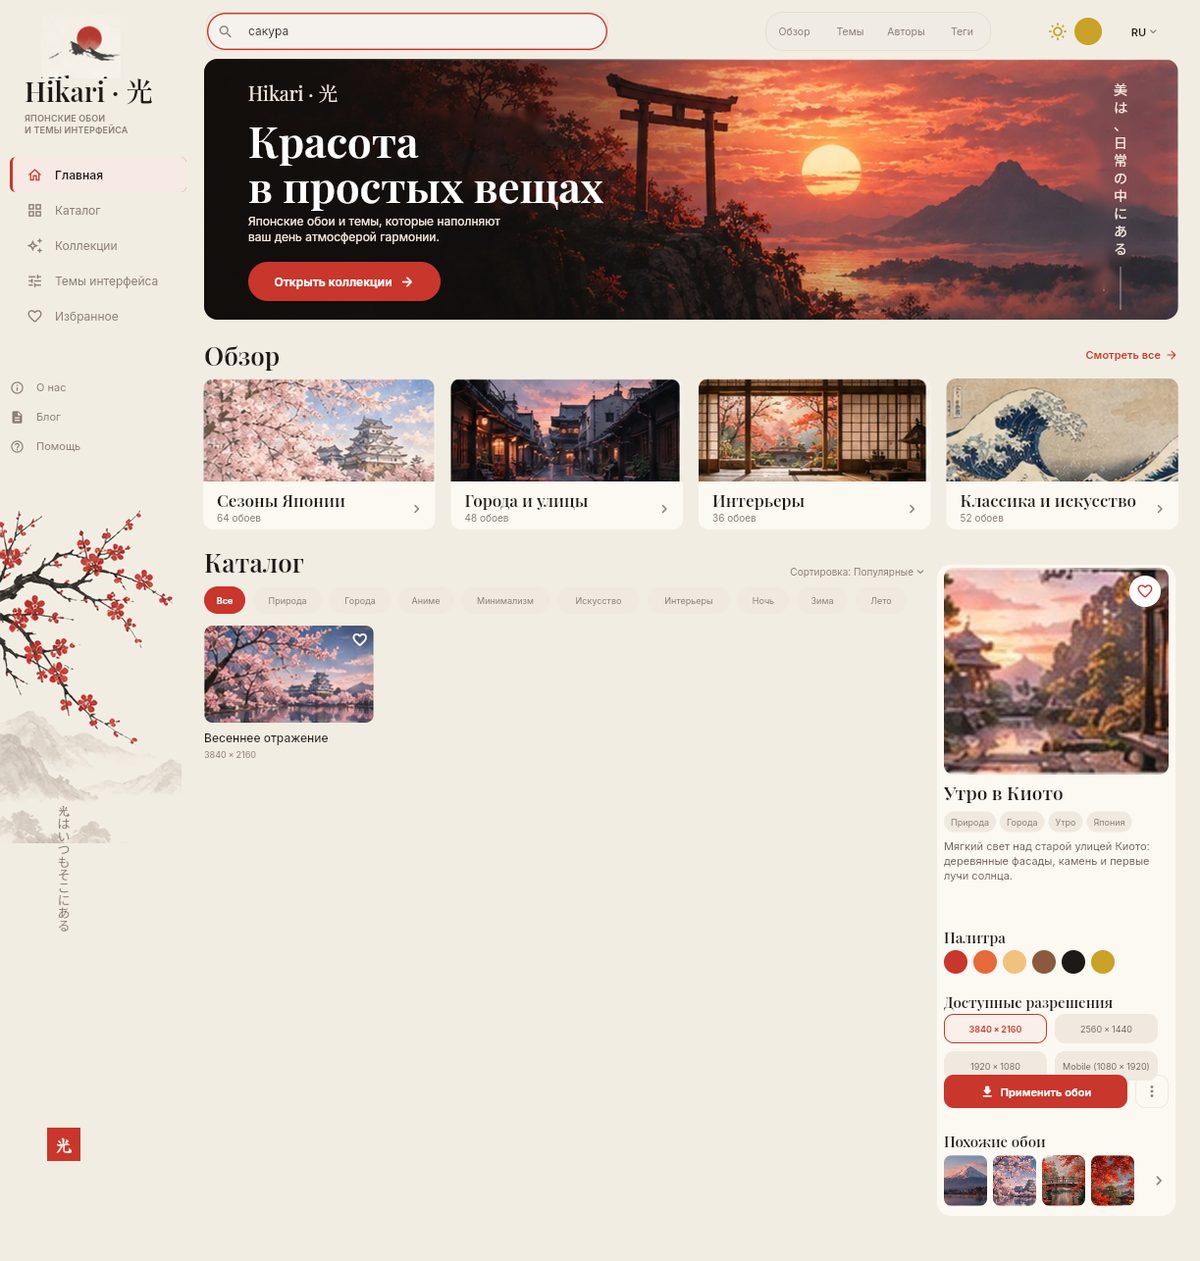 Hikari · 光
ЯПОНСКИЕ ОБОИ
И ТЕМЫ ИНТЕРФЕЙСА
Главная
Каталог
Коллекции
Темы интерфейса
Избранное
О нас
Блог
Помощь
光はいつもそこにある
光
сакура
Обзор
Темы
Авторы
Теги
RU
Hikari · 光
Красота
в простых вещах
Японские обои и темы, которые наполняют
ваш день атмосферой гармонии.
Открыть коллекции
美は、日常の中にある
Обзор
Смотреть все
Сезоны Японии
64 обоев
Города и улицы
48 обоев
Интерьеры
36 обоев
Классика и искусство
52 обоев
Каталог
Сортировка: Популярные
Все
Природа
Города
Аниме
Минимализм
Искусство
Интерьеры
Ночь
Зима
Лето
Весеннее отражение
3840 × 2160
Утро в Киото
Природа
Города
Утро
Япония
Мягкий свет над старой улицей Киото:
деревянные фасады, камень и первые
лучи солнца.
Палитра
Доступные разрешения
3840 × 2160
2560 × 1440
1920 × 1080
Mobile (1080 × 1920)
Применить обои
Похожие обои